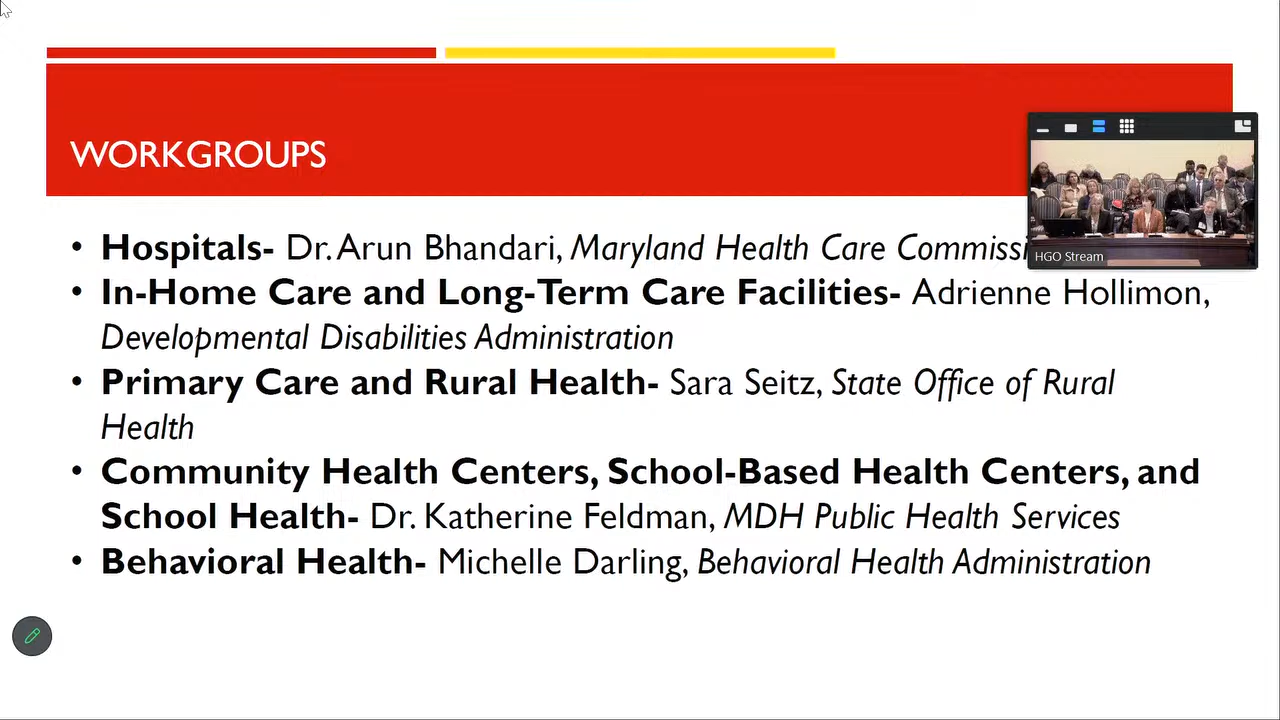 WORKGROUPS
• Hospitals- Dr. Arun Bhandari, Maryland Health Care
HGO Stream
• In-Home Care and Long-Term Care Facilities- Adrienne Hollimon,
Developmental Disabilities Administration
• Primary Care and Rural Health- Sara Seitz, State Office of Rural
Health
• Community Health Centers, School-Based Health Centers, and
School Health- Dr. Katherine Feldman, MDH Public Health Services
• Behavioral Health- Michelle Darling, Behavioral Health Administration